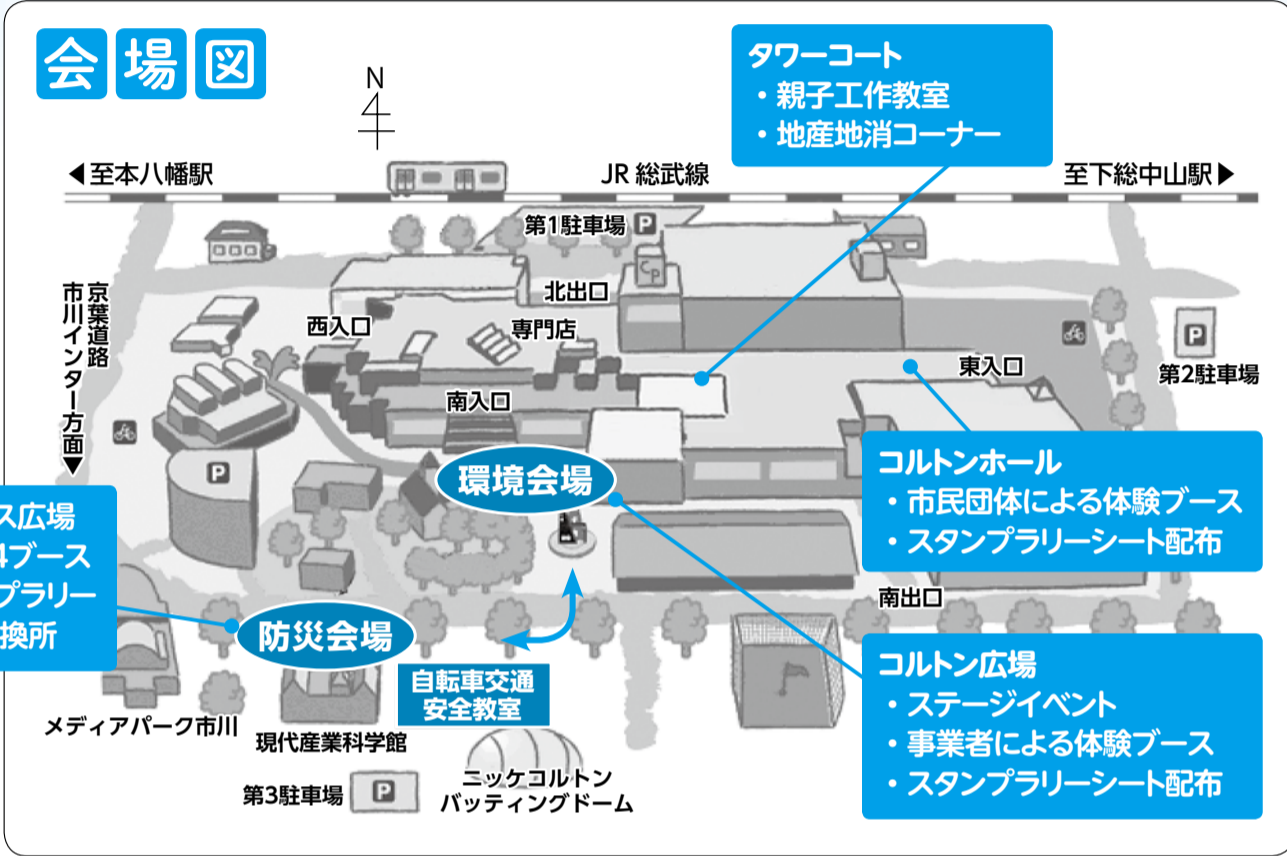 会場図
N
タワーコート
・親子工作教室
・地産地消コーナー
◀至本八幡駅
JR 総武線
至下総中山駅▶
第1駐車場 P
CP
北出口
西入口
専門店
京葉道路
市川インター方面▼
P
第2駐車場
東入口
南入口
P
環境会場
コルトンホール
・市民団体による体験ブース
・スタンプラリーシート配布
ス広場
4ブース
プラリー
換所
南出口
防災会場
自転車交通
安全教室
コルトン広場
・ステージイベント
・事業者による体験ブース
・スタンプラリーシート配布
メディアパーク市川
現代産業科学館
第3駐車場 P
ニッケコルトン
バッティングドーム